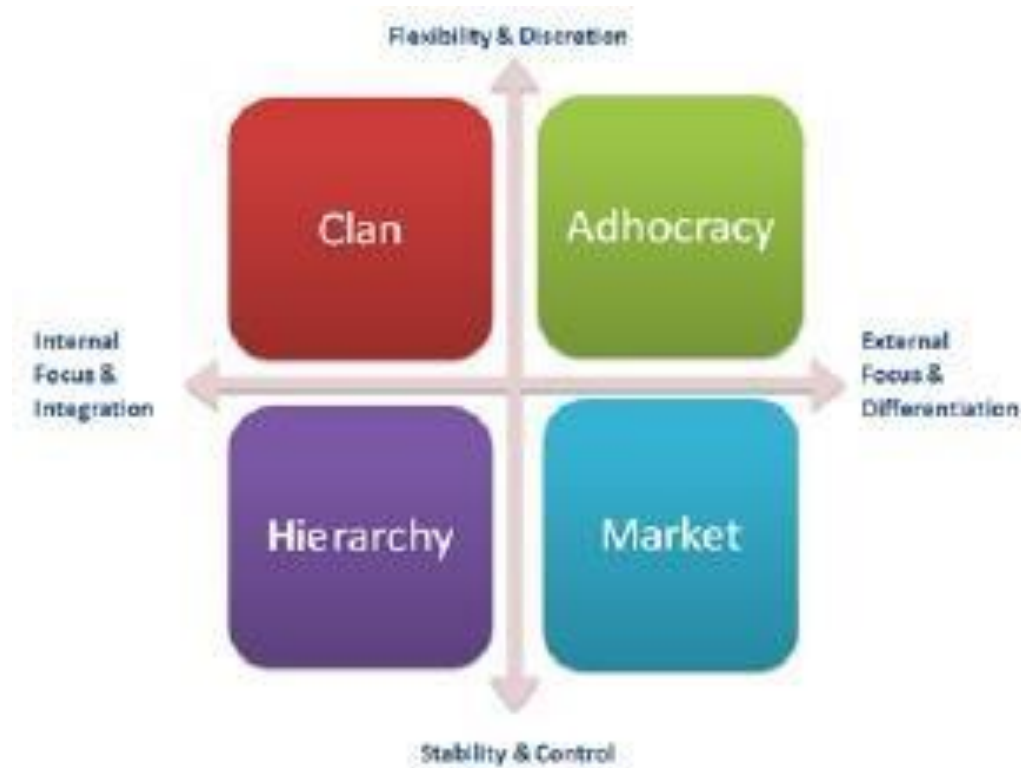 Flexibility & Discretion
Clan
Adhocracy
Internal
Focus &
Integration
External
Focus &
Differentiation
Hierarchy
Market
Stability & Control